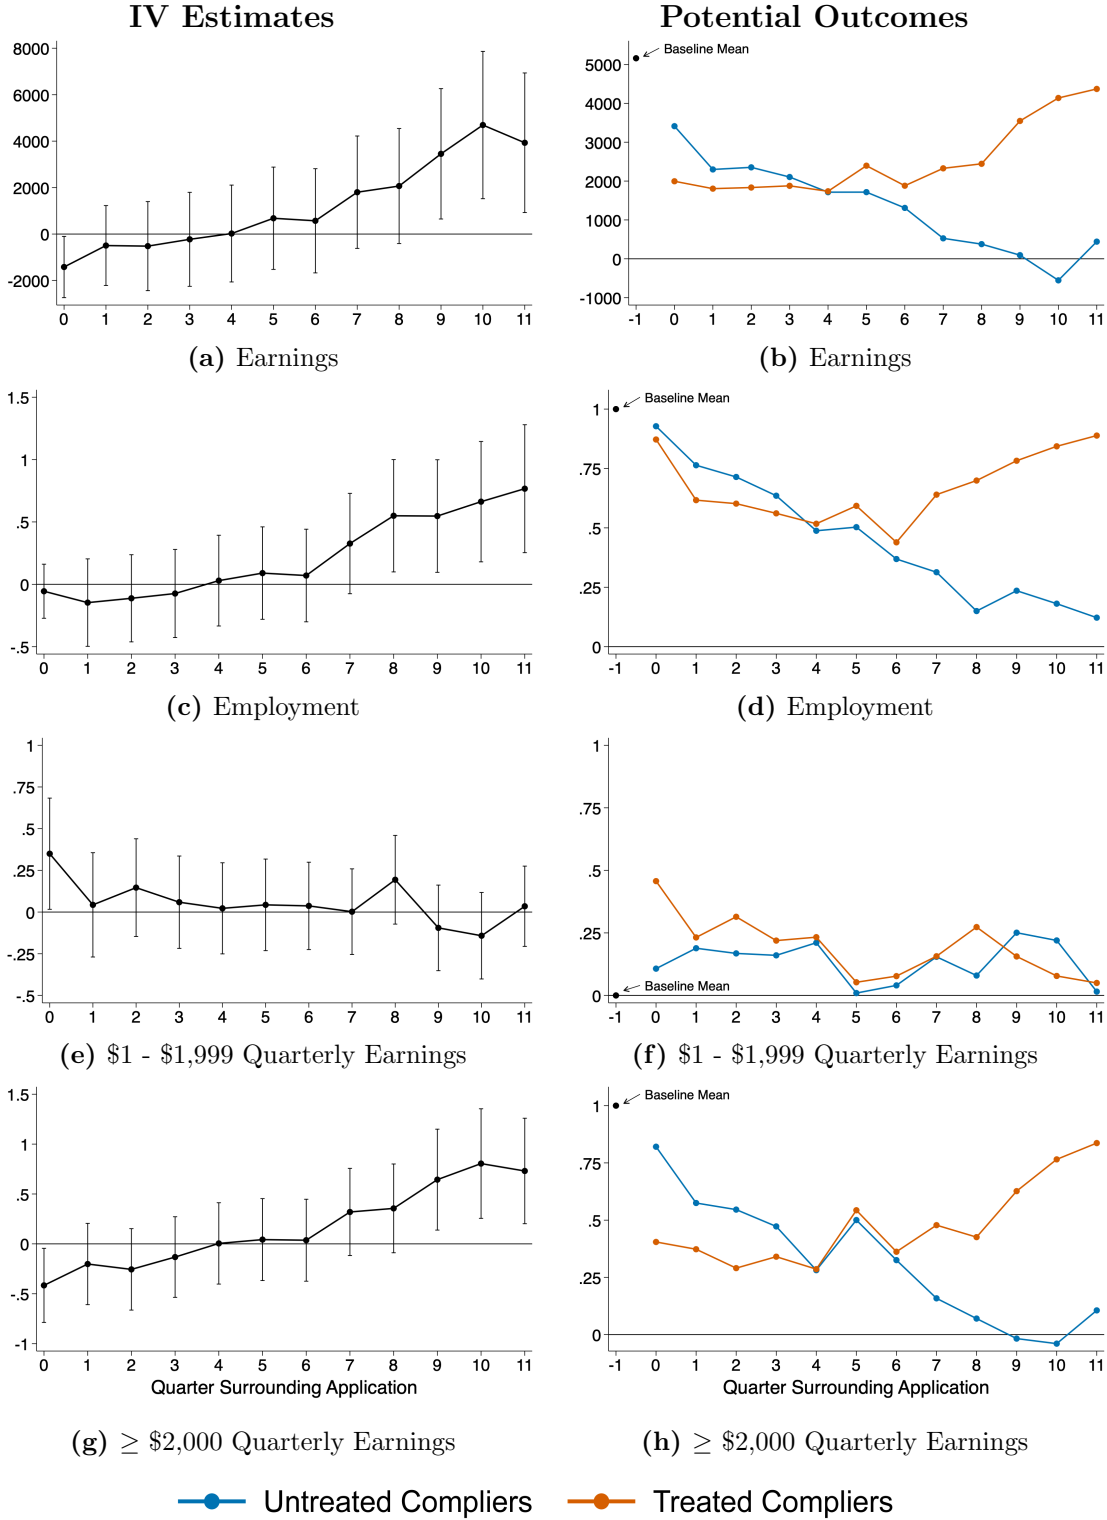 IV Estimates
Potential Outcomes
8000
6000
4000
2000
0
-2000
0 1 2 3 4 5 6 7 8 9 10 11
(a) Earnings
Baseline Mean
5000
4000
3000
2000
1000
0
-1000
-1 0 1 2 3 4 5 6 7 8 9 10 11
(b) Earnings
1.5
1
.5
0
-.5
0 1 2 3 4 5 6 7 8 9 10 11
(c) Employment
Baseline Mean
1
.75
.5
.25
0
-1 0 1 2 3 4 5 6 7 8 9 10 11
(d) Employment
1
.75
.5
.25
0
-.25
-.5
0 1 2 3 4 5 6 7 8 9 10 11
(e) $1 - $1,999 Quarterly Earnings
1
.75
.5
.25
Baseline Mean
0
-1 0 1 2 3 4 5 6 7 8 9 10 11
(f) $1 - $1,999 Quarterly Earnings
1.5
1
.5
0
-.5
-1
0 1 2 3 4 5 6 7 8 9 10 11
Quarter Surrounding Application
(g) ≥ $2,000 Quarterly Earnings
Baseline Mean
1
.75
.5
.25
0
-1 0 1 2 3 4 5 6 7 8 9 10 11
Quarter Surrounding Application
(h) ≥ $2,000 Quarterly Earnings
Untreated Compliers
Treated Compliers